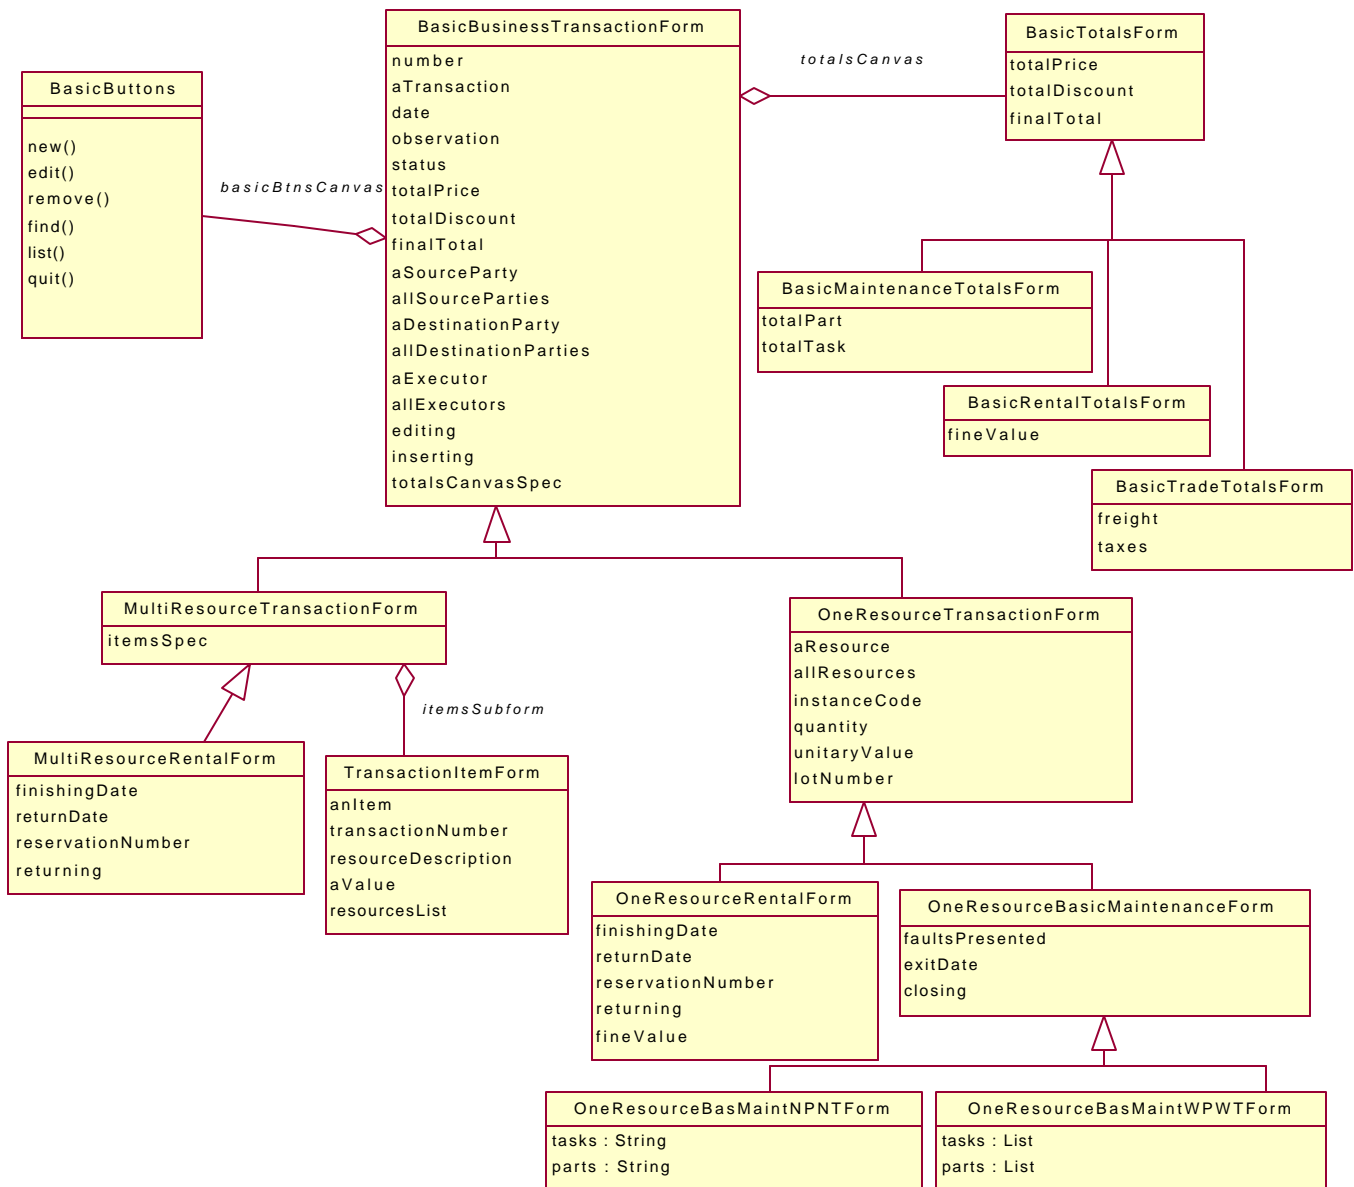 BasicBusinessTransactionForm
number
aTransaction
date
observation
status
totalPrice
totalDiscount
finalTotal
aSourceParty
allSourceParties
aDestinationParty
allDestinationParties
aExecutor
allExecutors
editing
inserting
totalsCanvasSpec
BasicButtons
new()
edit()
remove()
find()
list()
quit()
basicBtnsCanvas
totalsCanvas
BasicTotalsForm
totalPrice
totalDiscount
finalTotal
BasicMaintenanceTotalsForm
totalPart
totalTask
BasicRentalTotalsForm
fineValue
BasicTradeTotalsForm
freight
taxes
MultiResourceTransactionForm
itemsSpec
itemsSubform
MultiResourceRentalForm
finishingDate
returnDate
reservationNumber
returning
TransactionItemForm
anItem
transactionNumber
resourceDescription
aValue
resourcesList
OneResourceTransactionForm
aResource
allResources
instanceCode
quantity
unitaryValue
lotNumber
OneResourceRentalForm
finishingDate
returnDate
reservationNumber
returning
fineValue
OneResourceBasicMaintenanceForm
faultsPresented
exitDate
closing
OneResourceBasMaintNPNTForm
tasks : String
parts : String
OneResourceBasMaintWPWTForm
tasks : List
parts : List